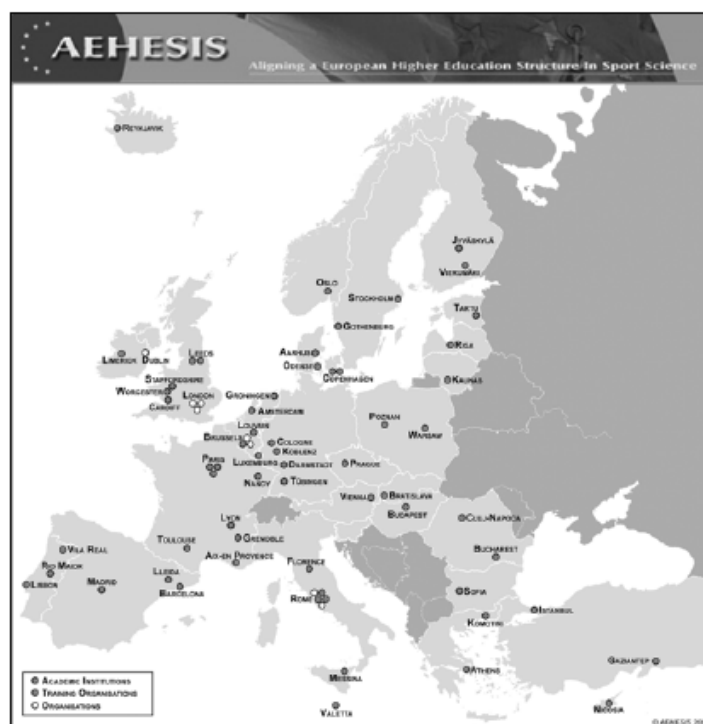 AEHESIS
Aligning a European Higher Education Structure In Sport Science
REYKJAVIK
JYVÄSKYLÄ
VIERUMÄKI
OSLO
STOCKHOLM
TARTU
GOTHENBURG
LIMERICK
DUBLIN
LEEDS
AARHUS
ODENSE
COPENHAGEN
KAUNAS
STAFFORDSHIRE
WORCESTER
LONDON
CARDIFF
GRONINGEN
AMSTERDAM
POZNAN
WARSAW
LOUVAIN
BRUSSELS
COLOGNE
KOBLENZ
PARIS
LUXEMBURG
DARMSTADT
PRAGUE
NANCY
TÜBINGEN
VIENNA
BRATISLAVA
BUDAPEST
CLUJ-NAPOCA
LYON
GRENOBLE
TOULOUSE
BUCHAREST
VILA REAL
AIX-EN PROVENCE
FLORENCE
RIO MAIOR
LLEIDA
LISBON
MADRID
BARCELONA
ROME
SOFIA
ISTANBUL
KOMOTINI
ATHENS
GAZIANTEP
MESSINA
VALETTA
NICOSIA
ACADEMIC INSTITUTIONS
TRAINING ORGANISATIONS
ORGANISATIONS
© AEHESIS